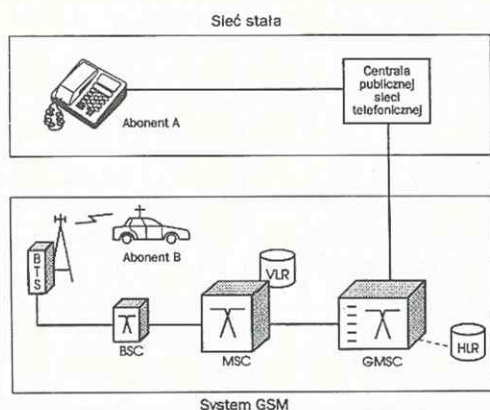 Sieć stała
Centrala
publicznej
sieci
telefonicznej
Abonent A
BTS
Abonent B
VLR
BSC
MSC
GMSC
HLR
System GSM